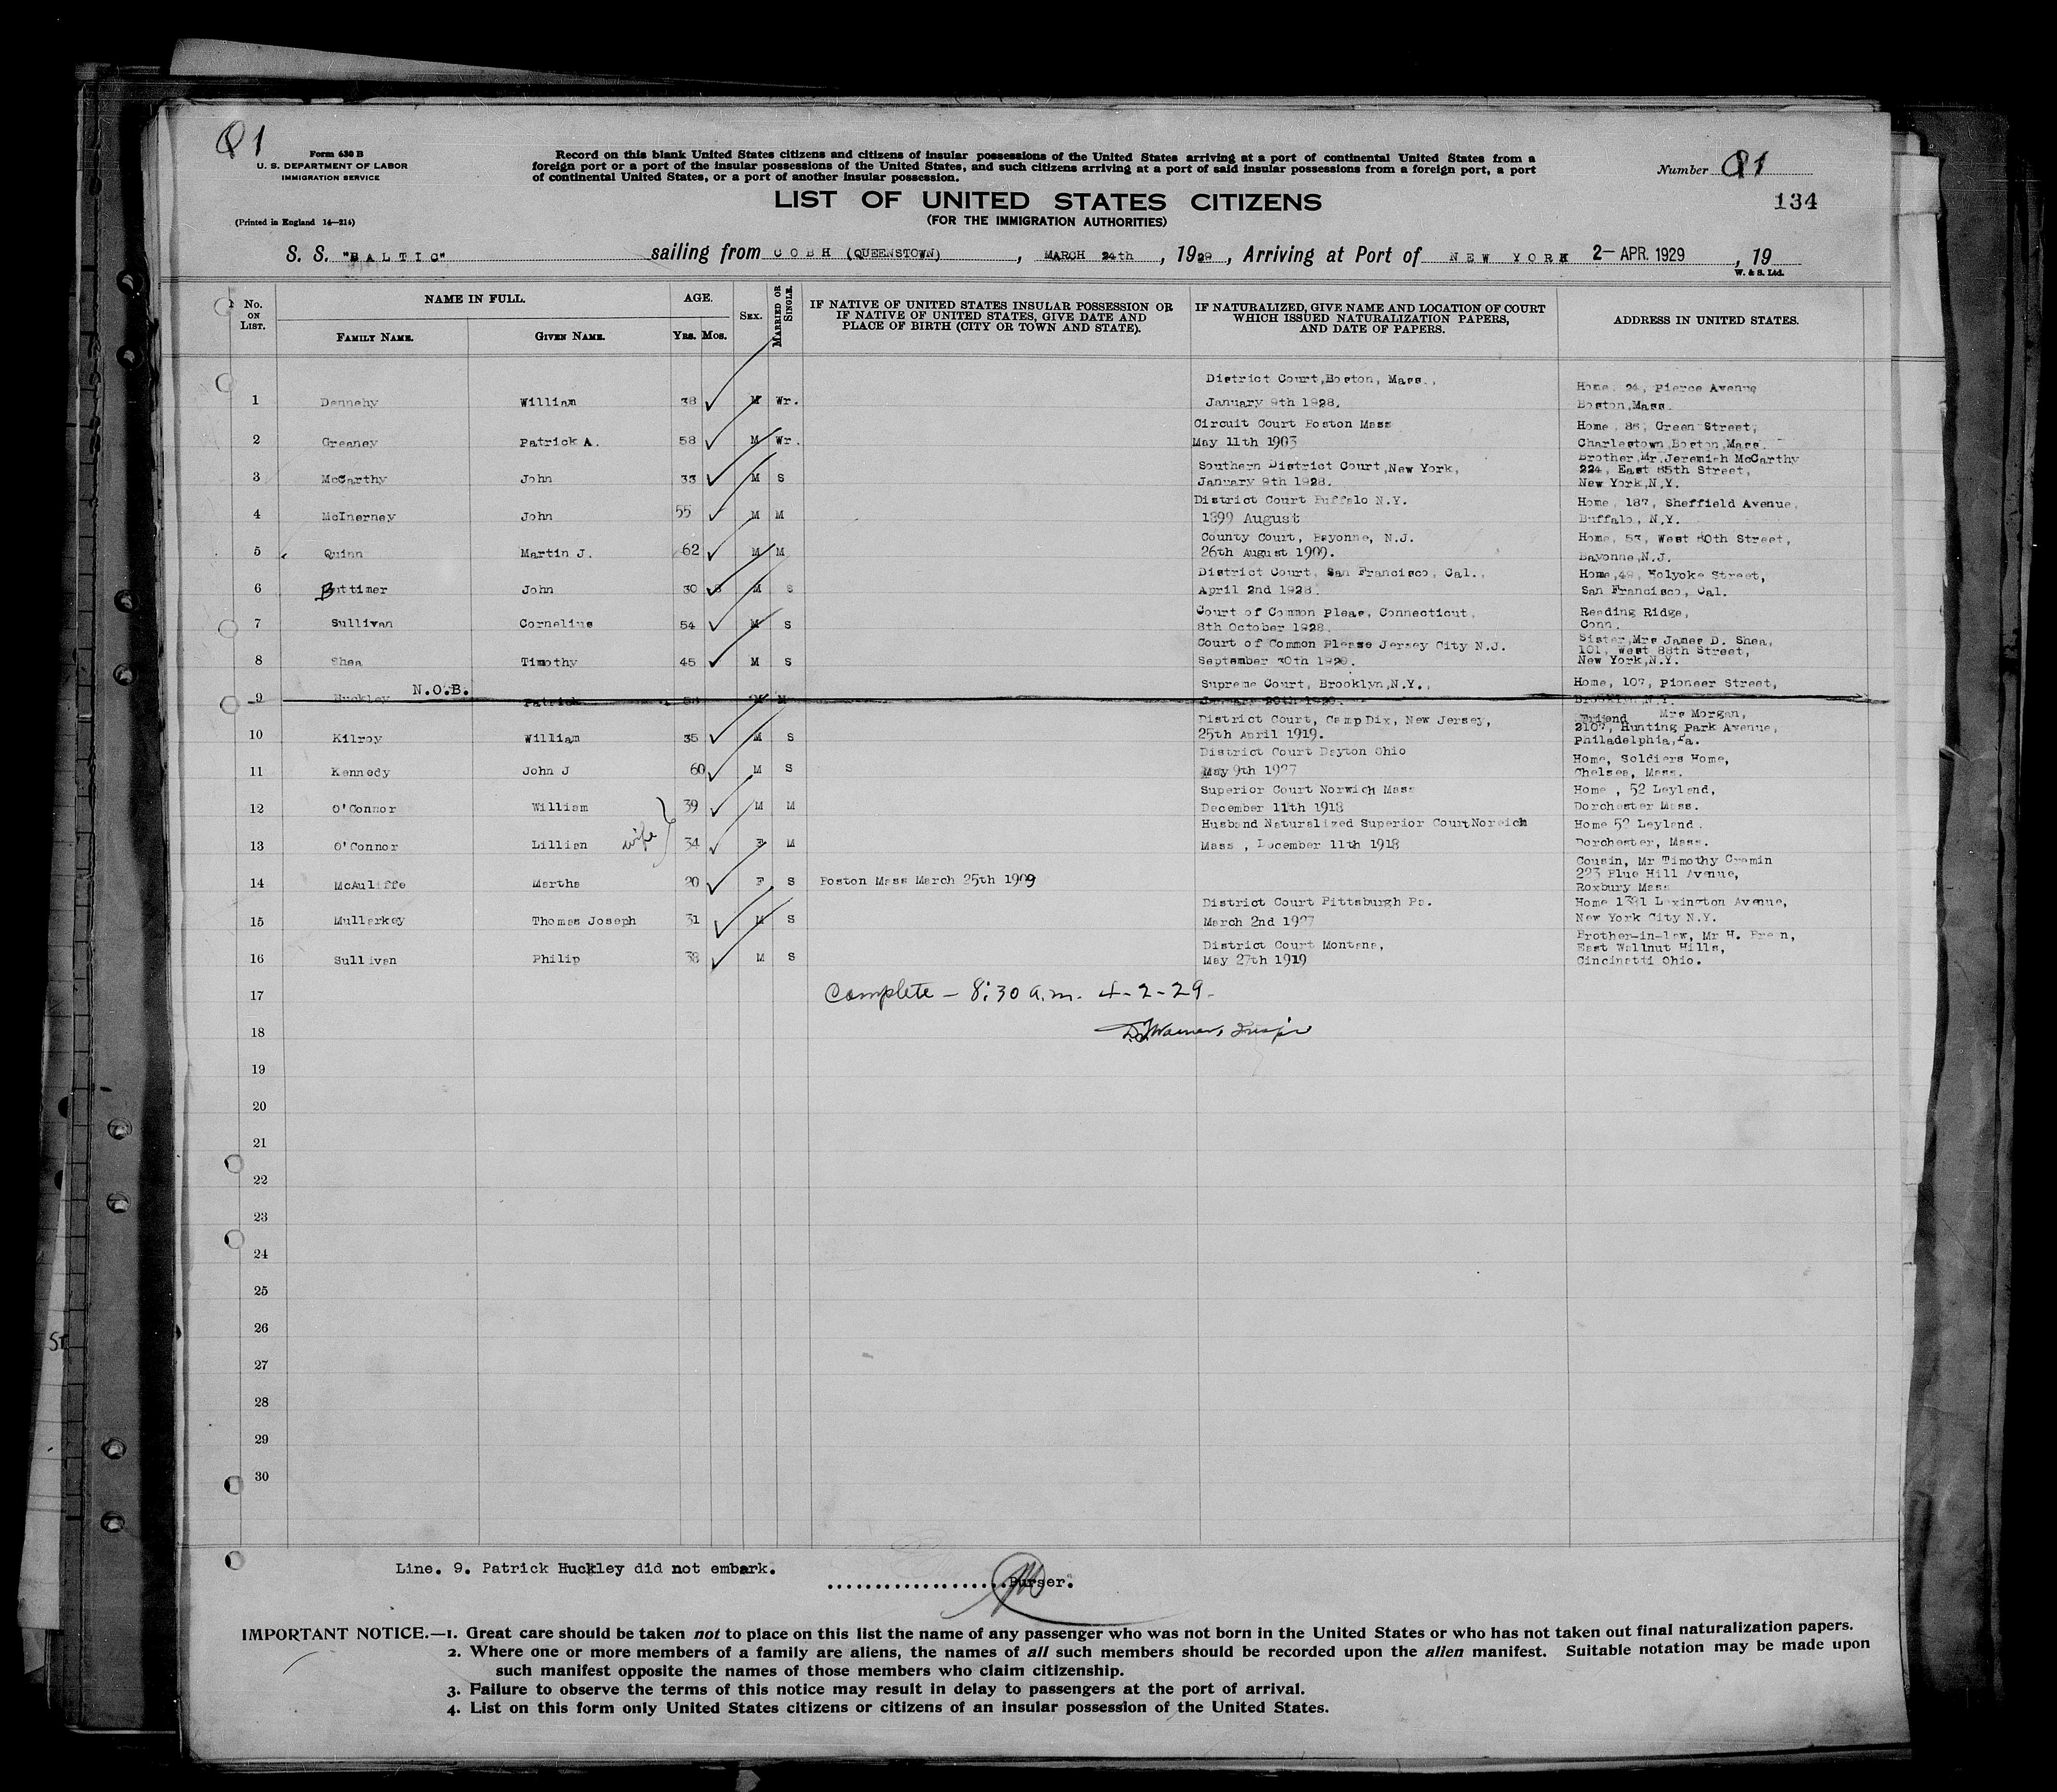 Q1
Form 630 B
U. S. DEPARTMENT OF LABOR
IMMIGRATION SERVICE
(Printed in England 14—216)
Record on this blank United States citizens and citizens of insular possessions of the United States arriving at a port of continental United States from a
foreign port or a port of the insular possessions of the United States, and such citizens arriving at a port of said insular possessions from a foreign port, a port
of continental United States, or a port of another insular possession.
Number Q1
134
LIST OF UNITED STATES CITIZENS
(FOR THE IMMIGRATION AUTHORITIES)
S. S. "BALTIC" sailing from COBH (QUEENSTOWN), MARCH 24th, 1929, Arriving at Port of NEW YORK 2- APR. 1929, 19
W. & S. Ltd.
No. ON LIST. NAME IN FULL. FAMILY NAME. GIVEN NAME. AGE. YRS. MOS. SEX. MARRIED OR SINGLE.
IF NATIVE OF UNITED STATES INSULAR POSSESSION OR
IF NATIVE OF UNITED STATES, GIVE DATE AND
PLACE OF BIRTH (CITY OR TOWN AND STATE).
IF NATURALIZED, GIVE NAME AND LOCATION OF COURT
WHICH ISSUED NATURALIZATION PAPERS,
AND DATE OF PAPERS.
ADDRESS IN UNITED STATES.
1 Dennehy William 38 M Wr. District Court, Boston, Mass., Home, 24, Pierce Avenue
January 9th 1928. Boston, Mass.
2 Greaney Patrick A. 58 M Wr. Circuit Court Boston Mass Home, 86, Green Street,
May 11th 1903 Charlestown, Boston, Mass.
3 McCarthy John 33 M S Southern District Court, New York, Brother, Mr. Jeremiah McCarthy
January 9th 1928. 224, East 85th Street,
New York, N.Y.
4 McInerney John 55 M M District Court Buffalo N.Y. Home, 187, Sheffield Avenue,
1899 August Buffalo, N.Y.
5 Quinn Martin J. 62 M M County Court, Bayonne, N.J. Home, 53, West 30th Street,
26th August 1909. Bayonne, N.J.
6 Buttimer John 30 M S District Court, San Francisco, Cal., Home, 49, Holyoke Street,
April 2nd 1928. San Francisco, Cal.
7 Sullivan Cornelius 54 M S Court of Common Pleas, Connecticut, Reading Ridge,
8th October 1928. Conn.
8 Shea Timothy 45 M S Court of Common Please Jersey City N.J. Sister, Mrs James D. Shea,
September 30th 1920. 101, West 88th Street,
New York, N.Y.
9 Huckley N.O.B. Patrick M M Supreme Court, Brooklyn, N.Y., Home, 107, Pioneer Street,
January 20th Brooklyn N.Y.
10 Kilroy William 35 M S District Court, Camp Dix, New Jersey, Friend Mrs Morgan,
25th April 1919. 2107, Hunting Park Avenue,
Philadelphia, Pa.
11 Kennedy John J 60 M S District Court Dayton Ohio Home, Soldiers Home,
May 9th 1927 Chelsea, Mass.
12 O'Connor William 39 M M Superior Court Norwich Mass Home, 52 Leyland,
December 11th 1918 Dorchester Mass.
wife
13 O'Connor Lillian 34 F M Husband Naturalized Superior Court Norwich Home 52 Leyland.
Mass, December 11th 1918 Dorchester, Mass.
14 McAuliffe Martha 20 F S Boston Mass March 25th 1909 Cousin, Mr Timothy Cremin
223 Blue Hill Avenue,
Roxbury Mass
15 Mullarkey Thomas Joseph 31 M S District Court Pittsburgh Pa. Home 1381 Lexington Avenue,
March 2nd 1927 New York City N.Y.
16 Sullivan Philip 38 M S District Court Montana, Brother-in-law, Mr H.
May 27th 1919 East Wallnut Hills,
Cincinatti Ohio.
17 Complete - 8:30 a.m. 4-2-29.
18
19
20
21
22
23
24
25
26
27
28
29
30
Line. 9. Patrick Huckley did not embark.
....................Purser.
IMPORTANT NOTICE.—1. Great care should be taken not to place on this list the name of any passenger who was not born in the United States or who has not taken out final naturalization papers.
2. Where one or more members of a family are aliens, the names of all such members should be recorded upon the alien manifest. Suitable notation may be made upon
such manifest opposite the names of those members who claim citizenship.
3. Failure to observe the terms of this notice may result in delay to passengers at the port of arrival.
4. List on this form only United States citizens or citizens of an insular possession of the United States.